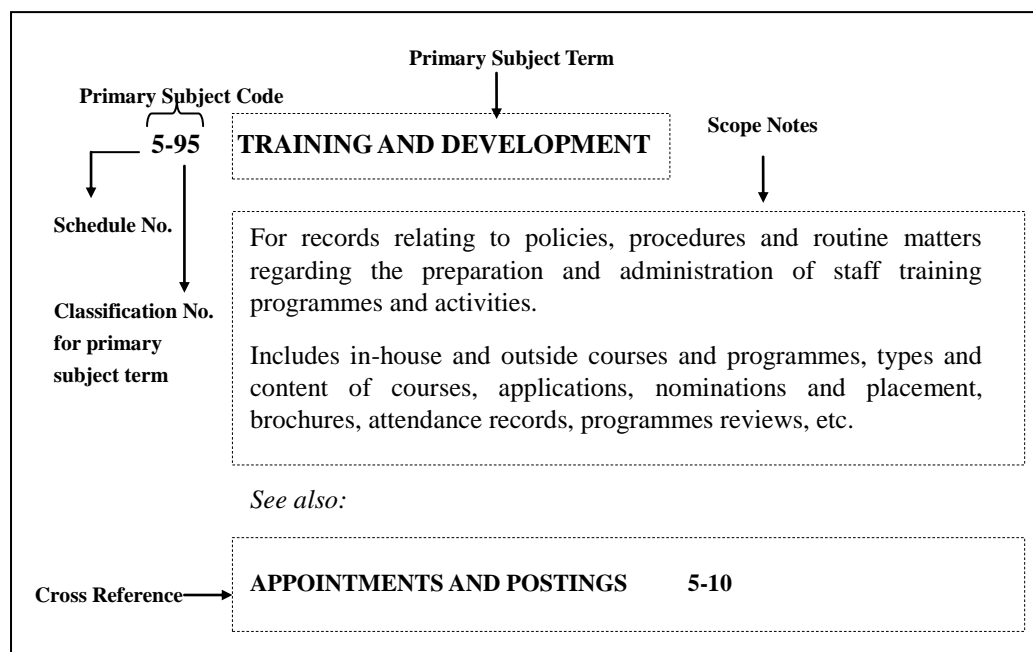 Primary Subject Term
Primary Subject Code
5-95 TRAINING AND DEVELOPMENT
Scope Notes
Schedule No.
Classification No.
for primary
subject term
For records relating to policies, procedures and routine matters
regarding the preparation and administration of staff training
programmes and activities.
Includes in-house and outside courses and programmes, types and
content of courses, applications, nominations and placement,
brochures, attendance records, programmes reviews, etc.
See also:
Cross Reference
APPOINTMENTS AND POSTINGS 5-10